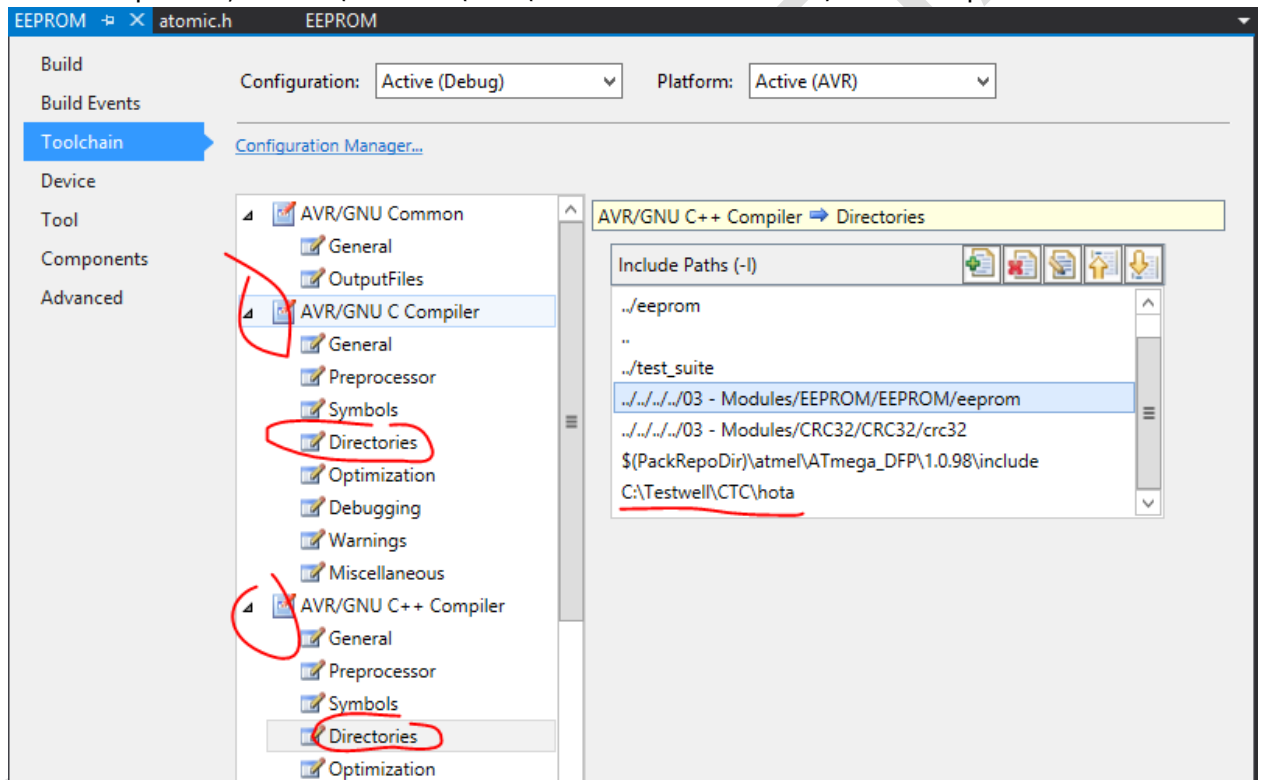 EEPROM atomic.h EEPROM
Build
Build Events
Toolchain
Device
Tool
Components
Advanced
Configuration: Active (Debug) Platform: Active (AVR)
Configuration Manager...
AVR/GNU Common
General
OutputFiles
AVR/GNU C Compiler
General
Preprocessor
Symbols
Directories
Optimization
Debugging
Warnings
Miscellaneous
AVR/GNU C++ Compiler
General
Preprocessor
Symbols
Directories
Optimization
AVR/GNU C++ Compiler Directories
Include Paths (-I)
../eeprom
..
../test_suite
../../../../03 - Modules/EEPROM/EEPROM/eeprom
../../../../03 - Modules/CRC32/CRC32/crc32
$(PackRepoDir)\atmel\ATmega_DFP\1.0.98\include
C:\Testwell\CTC\hota